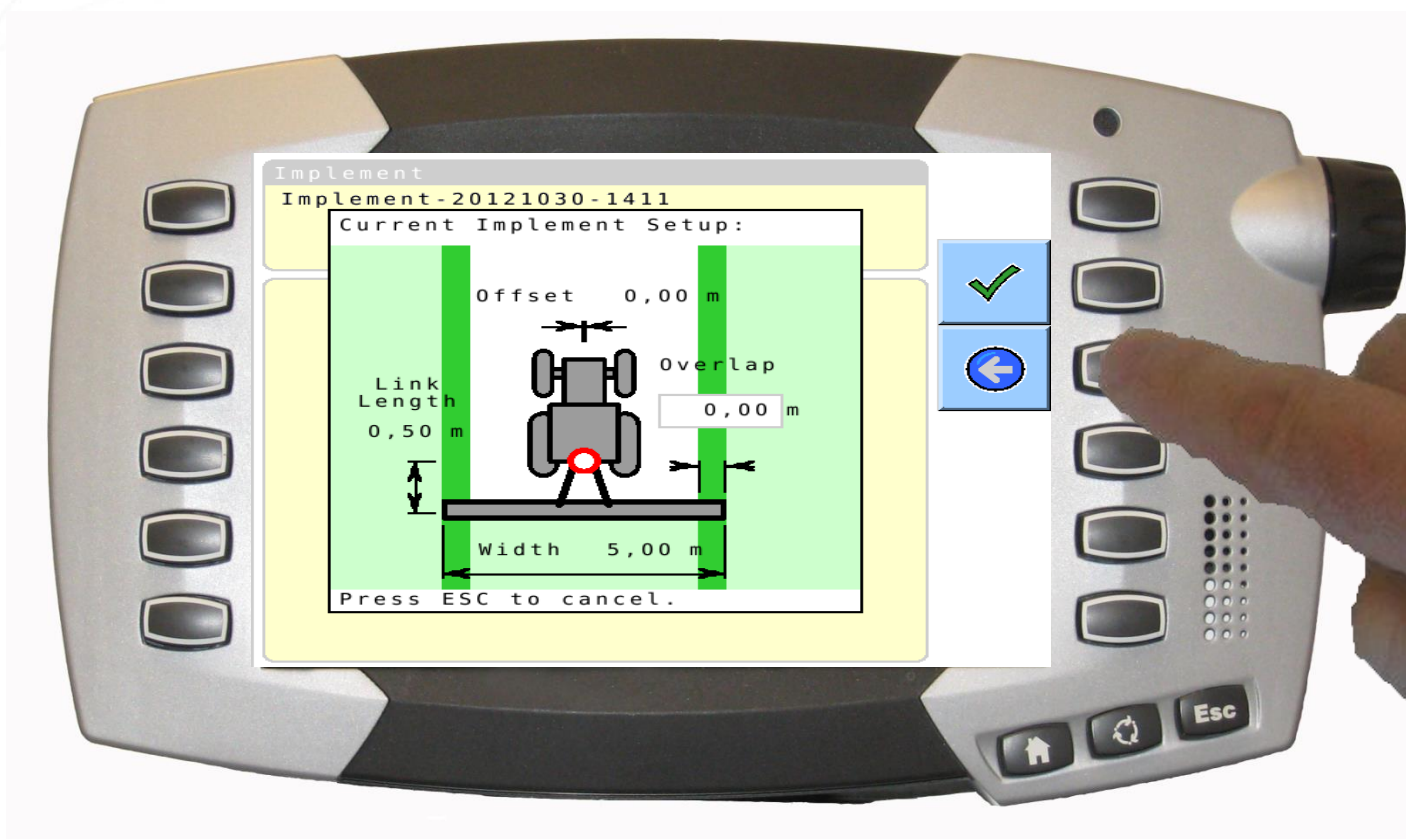 Implement
Implement-20121030-1411
Current Implement Setup:
Offset 0,00 m
Overlap
0,00 m
Link
Length
0,50 m
Width 5,00 m
Press ESC to cancel.
Esc